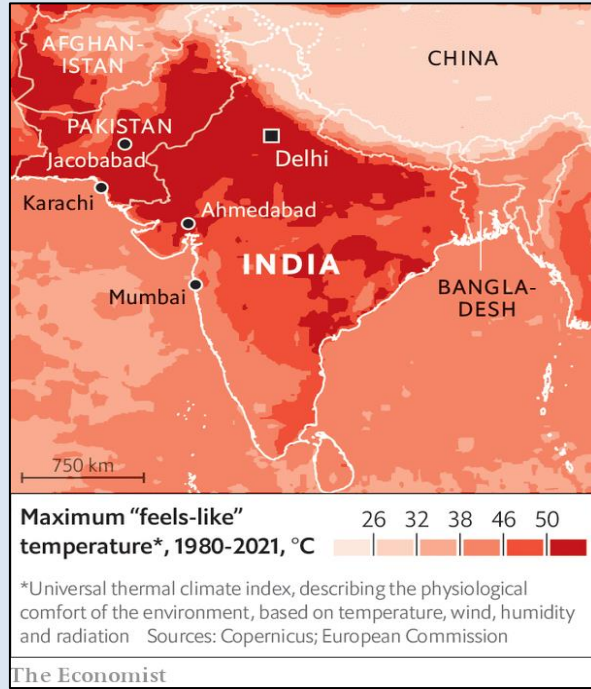 AFGHAN-
ISTAN
CHINA
PAKISTAN
Jacobabad
Delhi
Karachi
Ahmedabad
INDIA
Mumbai
BANGLA-
DESH
750 km
Maximum “feels-like”
temperature*, 1980-2021, °C
26 32 38 46 50
*Universal thermal climate index, describing the physiological
comfort of the environment, based on temperature, wind, humidity
and radiation Sources: Copernicus; European Commission
The Economist